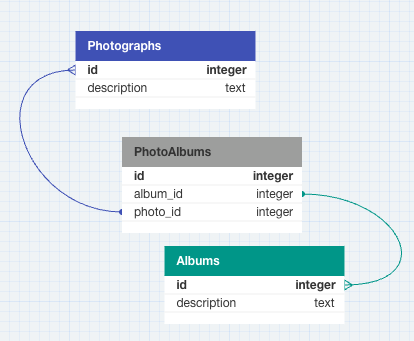 Photographs
id integer
description text
PhotoAlbums
id integer
album_id integer
photo_id integer
Albums
id integer
description text